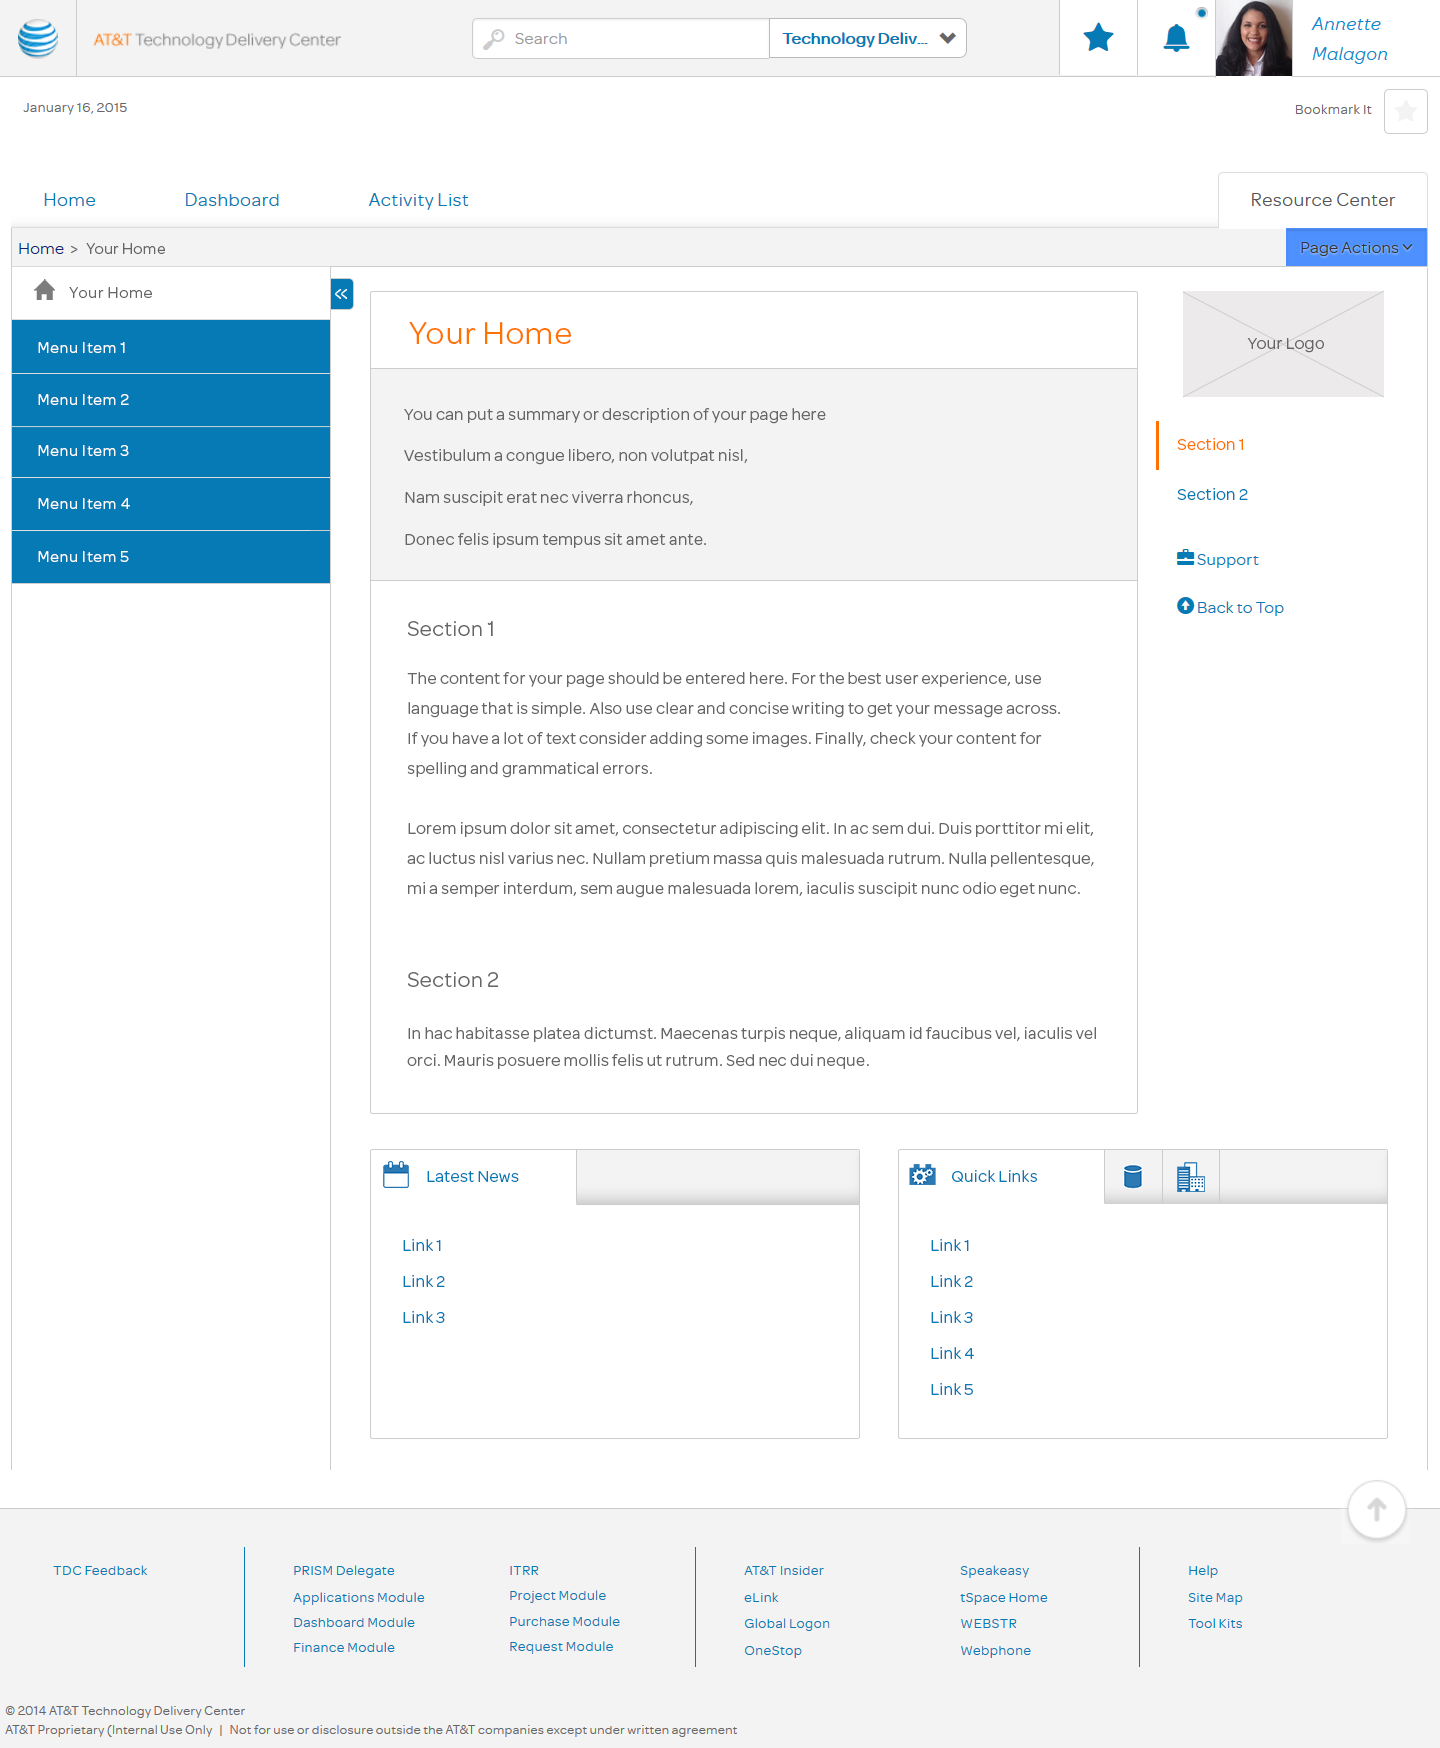 AT&T Technology Delivery Center
Search
Technology Deliv...
Annette
Malagon
January 16, 2015
Bookmark It
Home
Dashboard
Activity List
Resource Center
Home > Your Home
Page Actions
Your Home
Menu Item 1
Menu Item 2
Menu Item 3
Menu Item 4
Menu Item 5
Your Home
You can put a summary or description of your page here
Vestibulum a congue libero, non volutpat nisl,
Nam suscipit erat nec viverra rhoncus,
Donec felis ipsum tempus sit amet ante.
Section 1
The content for your page should be entered here. For the best user experience, use
language that is simple. Also use clear and concise writing to get your message across.
If you have a lot of text consider adding some images. Finally, check your content for
spelling and grammatical errors.
Lorem ipsum dolor sit amet, consectetur adipiscing elit. In ac sem dui. Duis porttitor mi elit,
ac luctus nisl varius nec. Nullam pretium massa quis malesuada rutrum. Nulla pellentesque,
mi a semper interdum, sem augue malesuada lorem, iaculis suscipit nunc odio eget nunc.
Section 2
In hac habitasse platea dictumst. Maecenas turpis neque, aliquam id faucibus vel, iaculis vel
orci. Mauris posuere mollis felis ut rutrum. Sed nec dui neque.
Your Logo
Section 1
Section 2
Support
Back to Top
Latest News
Link 1
Link 2
Link 3
Quick Links
Link 1
Link 2
Link 3
Link 4
Link 5
TDC Feedback
PRISM Delegate
Applications Module
Dashboard Module
Finance Module
ITRR
Project Module
Purchase Module
Request Module
AT&T Insider
eLink
Global Logon
OneStop
Speakeasy
tSpace Home
WEBSTR
Webphone
Help
Site Map
Tool Kits
© 2014 AT&T Technology Delivery Center
AT&T Proprietary (Internal Use Only | Not for use or disclosure outside the AT&T companies except under written agreement